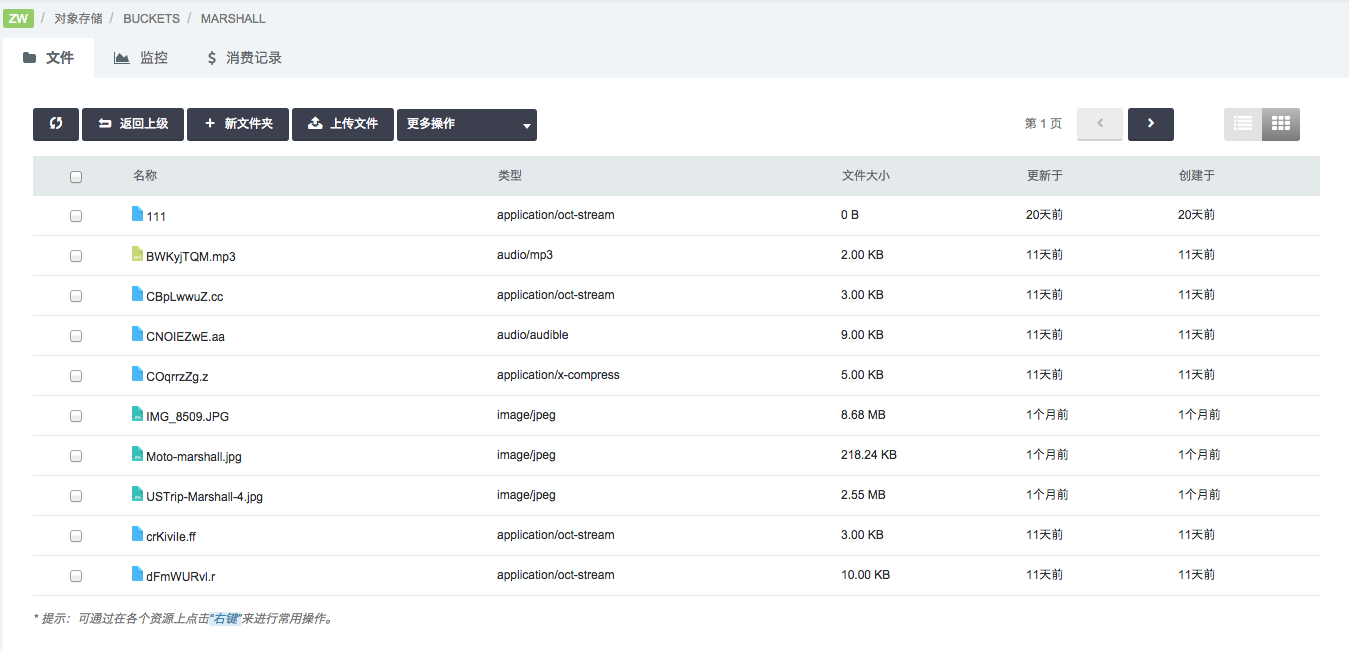 ZW / 对象存储 / BUCKETS / MARSHALL
文件 监控 $ 消费记录
返回上级 + 新文件夹 上传文件 更多操作 第 1 页
名称 类型 文件大小 更新于 创建于
111 application/oct-stream 0 B 20天前 20天前
BWKyjTQM.mp3 audio/mp3 2.00 KB 11天前 11天前
CBpLwwuZ.cc application/oct-stream 3.00 KB 11天前 11天前
CNOIEZwE.aa audio/audible 9.00 KB 11天前 11天前
COqrrzZg.z application/x-compress 5.00 KB 11天前 11天前
IMG_8509.JPG image/jpeg 8.68 MB 1个月前 1个月前
Moto-marshall.jpg image/jpeg 218.24 KB 1个月前 1个月前
USTrip-Marshall-4.jpg image/jpeg 2.55 MB 1个月前 1个月前
crKivile.ff application/oct-stream 3.00 KB 11天前 11天前
dFmWURvl.r application/oct-stream 10.00 KB 11天前 11天前
* 提示：可通过在各个资源上点击“右键”来进行常用操作。